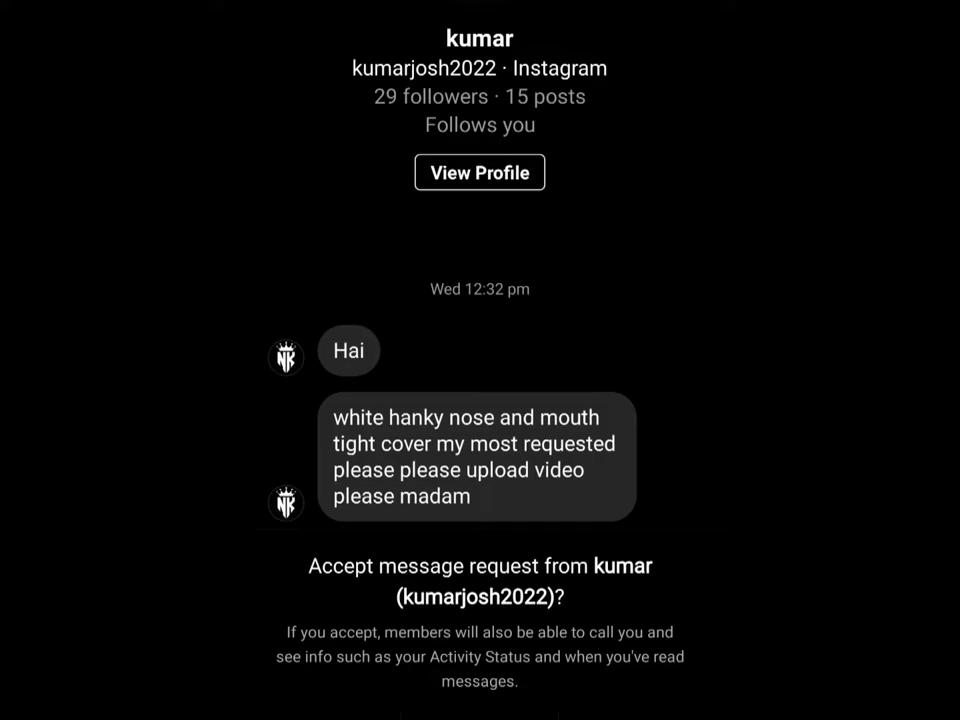 kumar
kumarjosh2022 · Instagram
29 followers · 15 posts
Follows you
View Profile
Wed 12:32 pm
NK
Hai
white hanky nose and mouth
tight cover my most requested
please please upload video
NK
please madam
Accept message request from kumar
(kumarjosh2022)?
If you accept, members will also be able to call you and
see info such as your Activity Status and when you've read
messages.